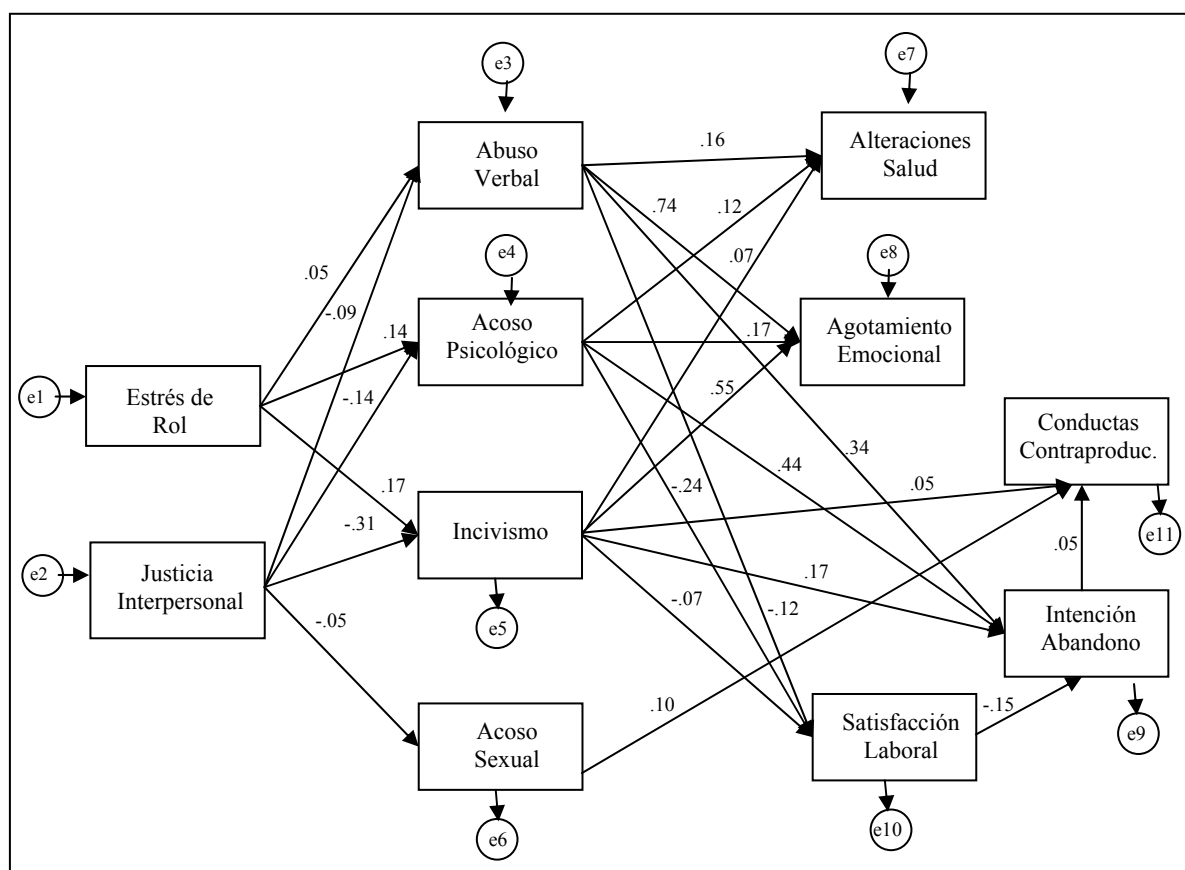 e3
e7
Abuso
Verbal
.16
Alteraciones
Salud
.74
.12
.07
e4
e8
.05
-.09
.14
Acoso
Psicológico
.17
Agotamiento
Emocional
e1
Estrés de
Rol
-.14
.55
Conductas
Contraproduc.
.34
.44
.05
-.24
.17
-.31
Incivismo
e11
.05
e2
Justicia
Interpersonal
.17
-.07
-.12
Intención
Abandono
e5
-.05
.10
Acoso
Sexual
Satisfacción
Laboral
-.15
e9
e6
e10